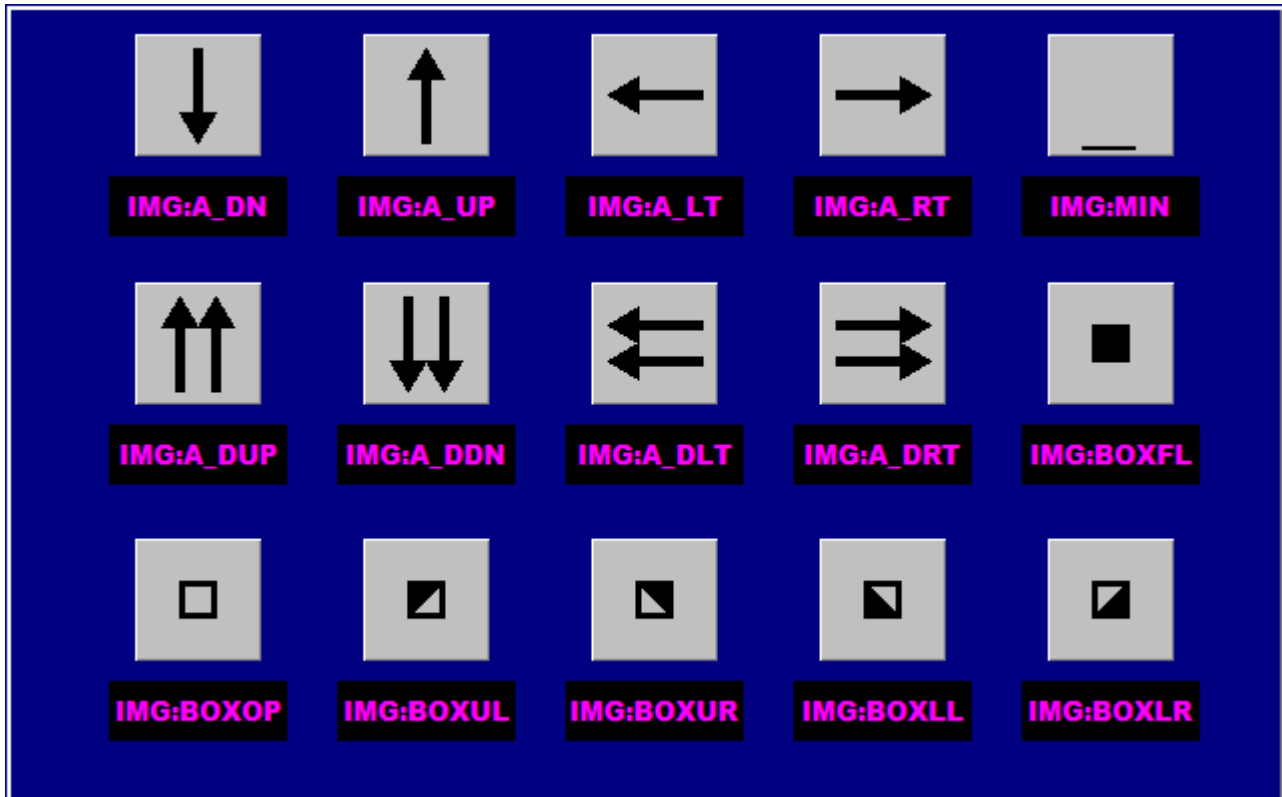 IMG:A_DN
IMG:A_UP
IMG:A_LT
IMG:A_RT
IMG:MIN
IMG:A_DUP
IMG:A_DDN
IMG:A_DLT
IMG:A_DRT
IMG:BOXFL
IMG:BOXOP
IMG:BOXUL
IMG:BOXUR
IMG:BOXLL
IMG:BOXLR